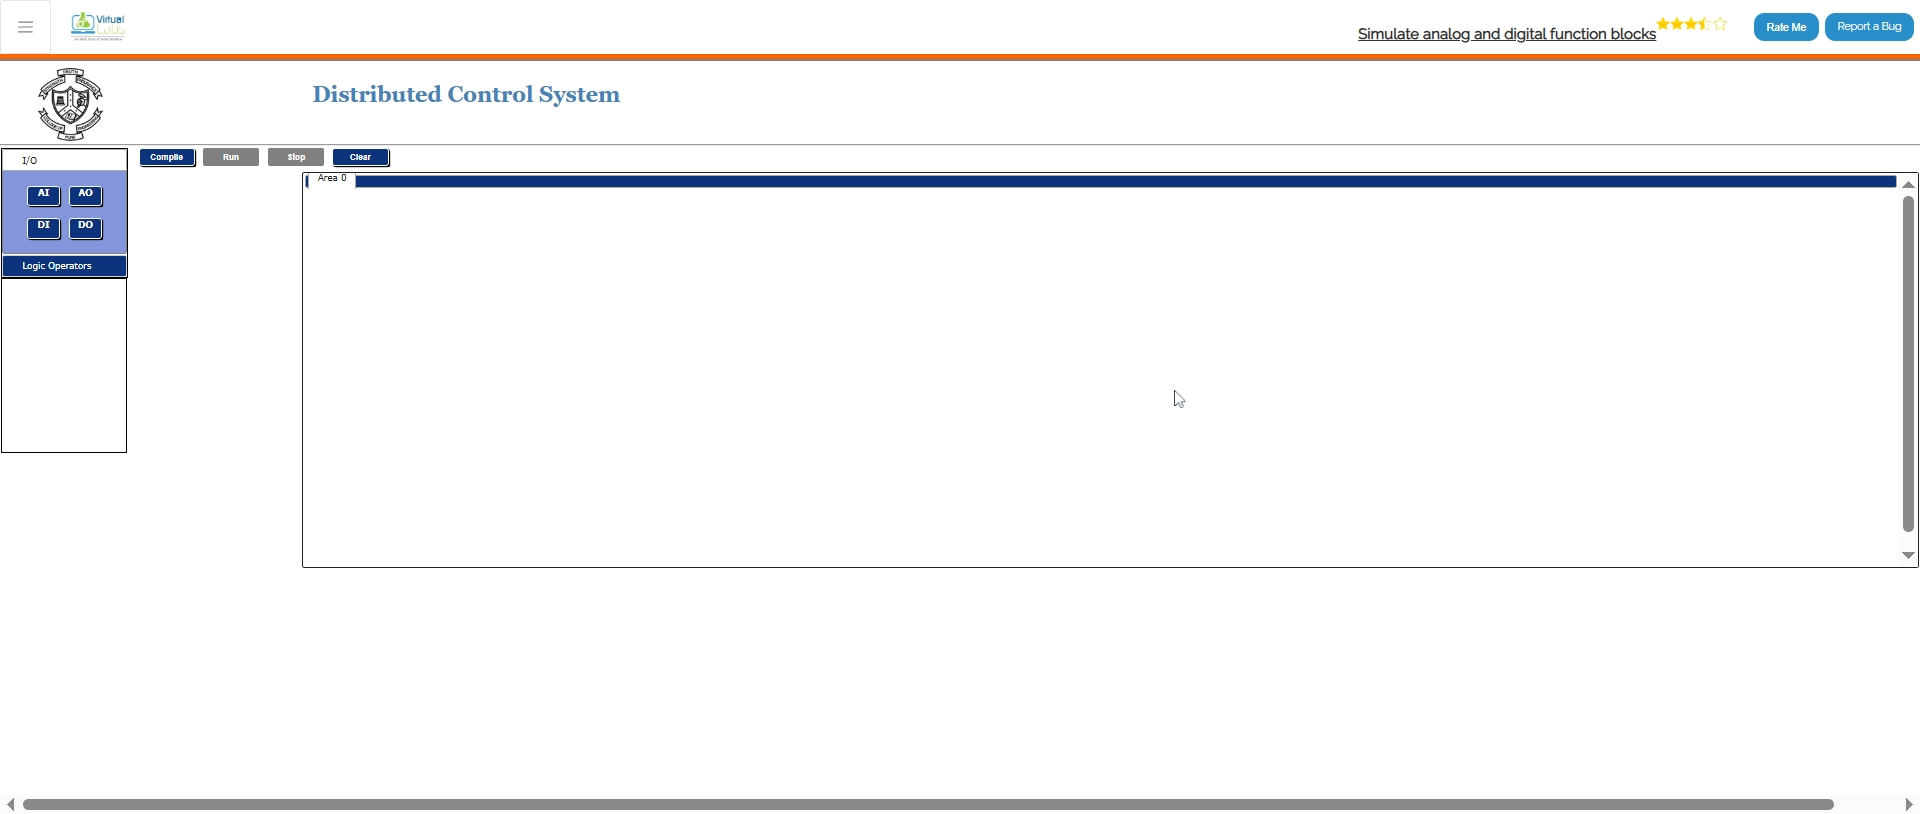 Virtual
Labs
Simulate analog and digital function blocks
Rate Me
Report a Bug
Distributed Control System
I/O
Compile
Run
Stop
Clear
Area 0
AI
AO
DI
DO
Logic Operators